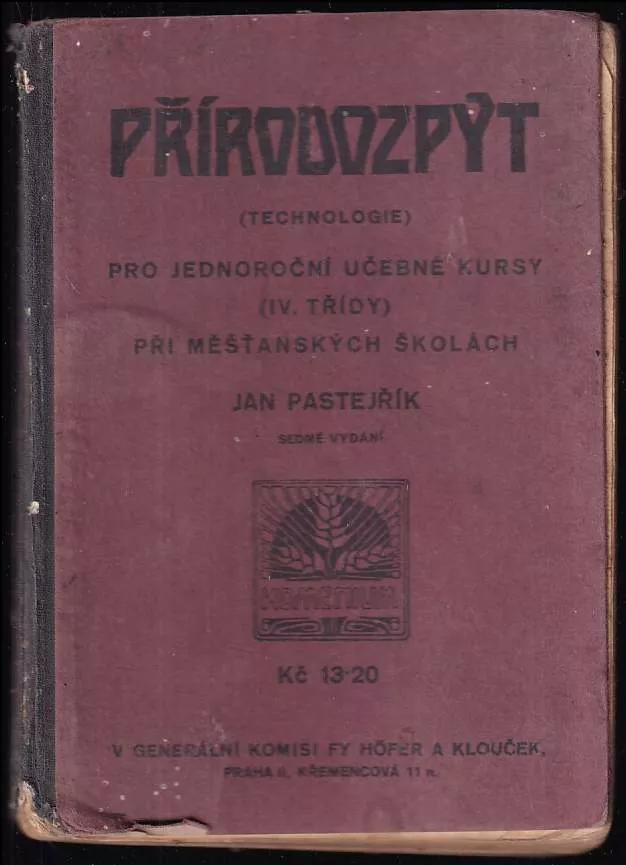 PŘÍRODOZPYT
(TECHNOLOGIE)
PRO JEDNOROČNÍ UČEBNÉ KURSY
(IV. TŘÍDY)
PŘI MĚŠŤANSKÝCH ŠKOLÁCH
JAN PASTEJŘÍK
SEDMÉ VYDÁNÍ
KOMENIUM
Kč 13·20
V GENERÁLNÍ KOMISI FY HÖFER A KLOUČEK,
PRAHA II., KŘEMENCOVÁ 11 n.